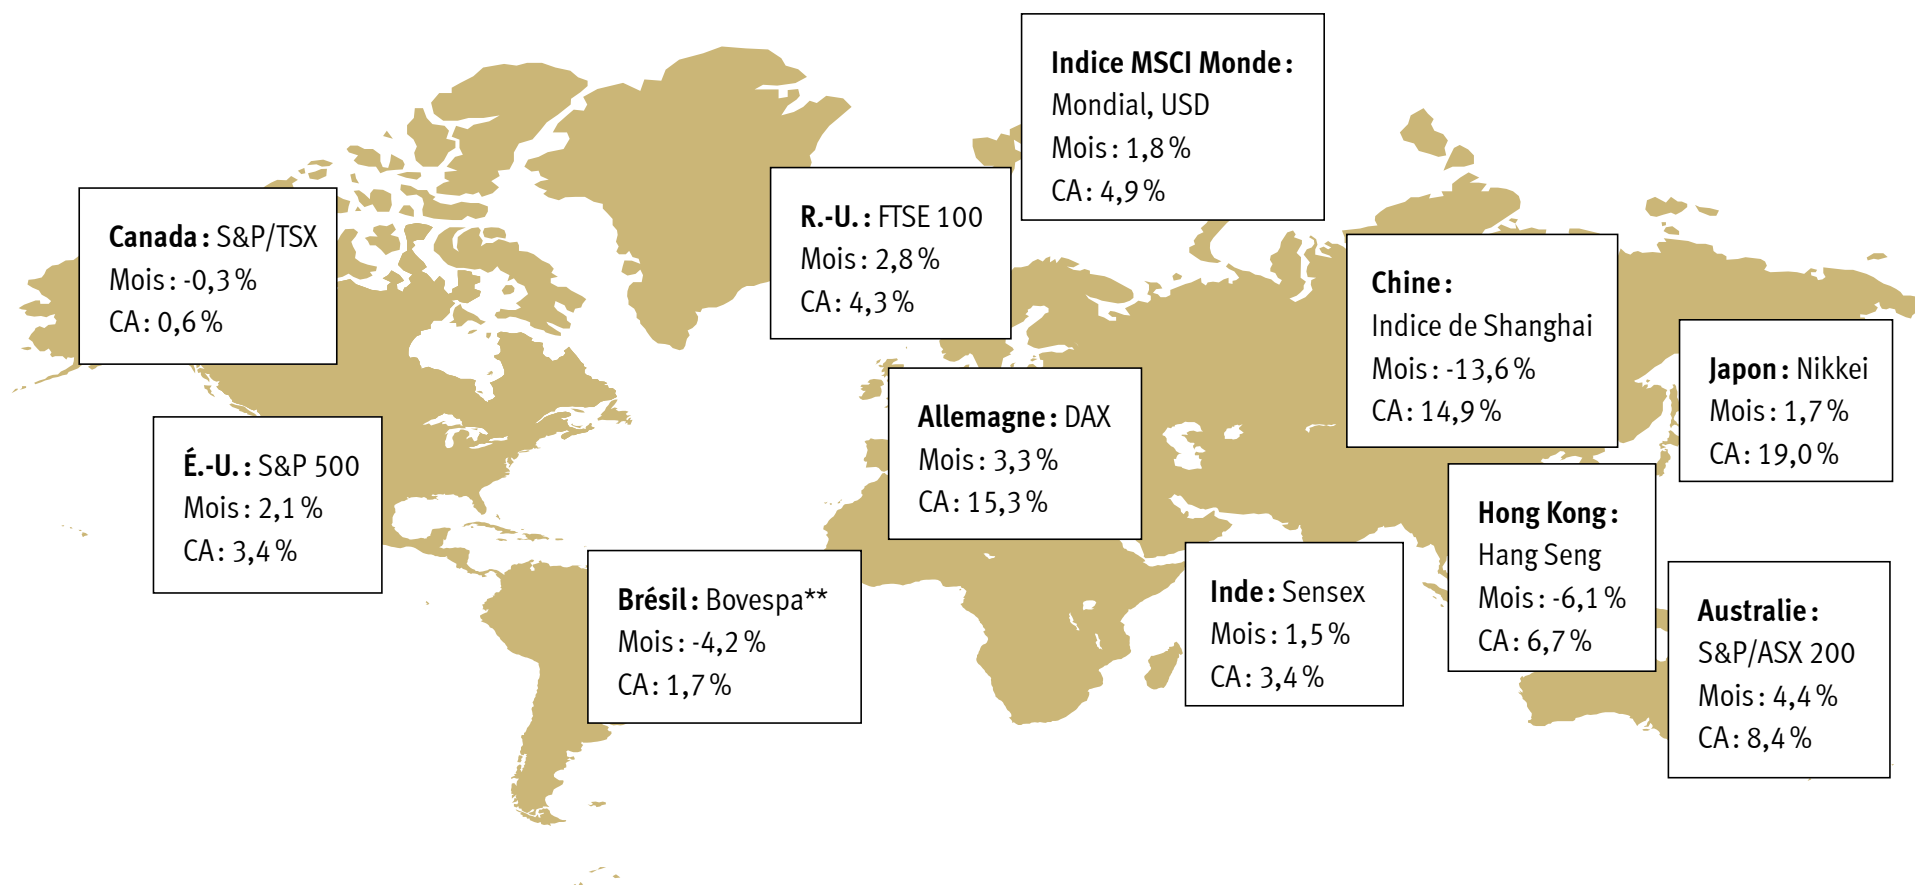 Indice MSCI Monde :
Mondial, USD
Mois : 1,8 %
CA : 4,9 %
Canada : S&P/TSX
Mois : -0,3 %
CA : 0,6 %
R.-U. : FTSE 100
Mois : 2,8 %
CA : 4,3 %
Chine :
Indice de Shanghai
Mois : -13,6 %
CA : 14,9 %
Japon : Nikkei
Mois : 1,7 %
CA : 19,0 %
É.-U. : S&P 500
Mois : 2,1 %
CA : 3,4 %
Allemagne : DAX
Mois : 3,3 %
CA : 15,3 %
Hong Kong :
Hang Seng
Mois : -6,1 %
CA : 6,7 %
Brésil : Bovespa**
Mois : -4,2 %
CA : 1,7 %
Inde : Sensex
Mois : 1,5 %
CA : 3,4 %
Australie :
S&P/ASX 200
Mois : 4,4 %
CA : 8,4 %